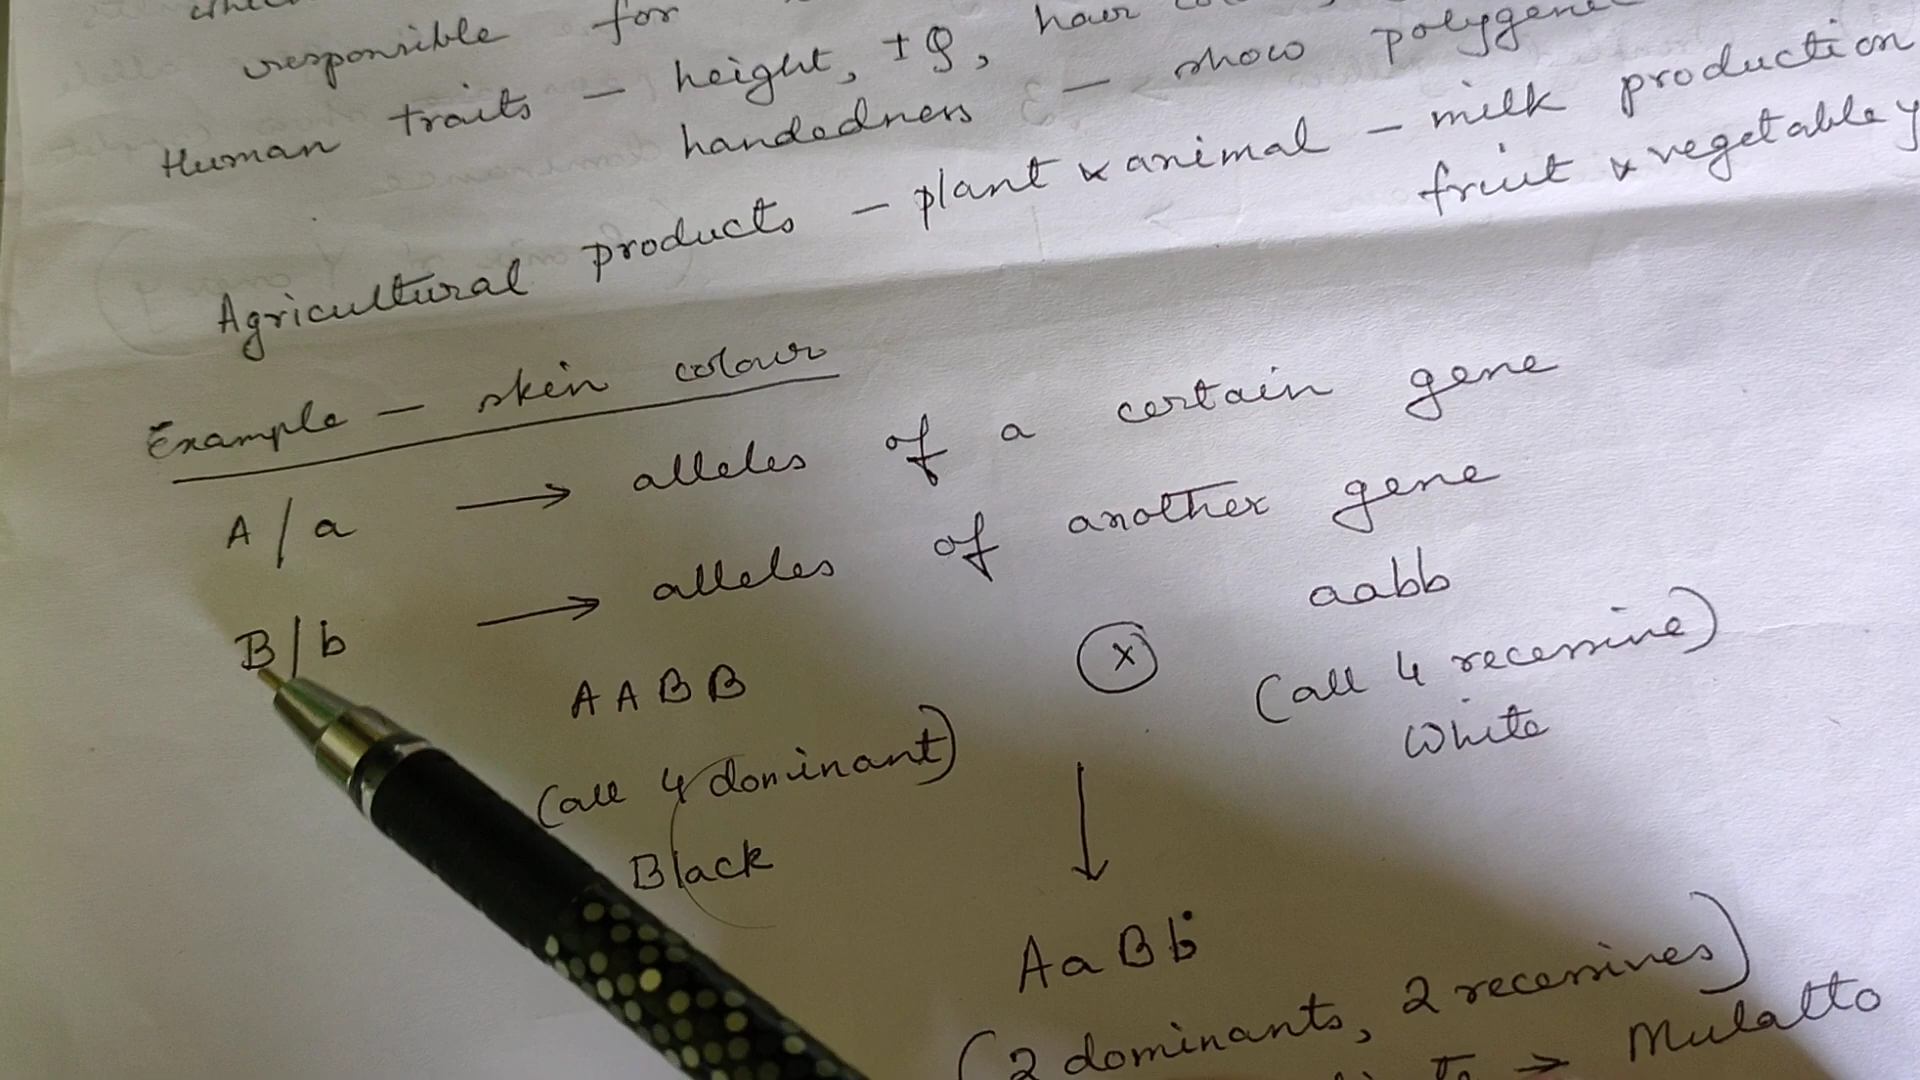 responsible for
Human traits — height, IQ, hair
handedness — show
Agricultural products — plant & animal — milk production
fruit & vegetable
Example — skin colour
A/a → alleles of a certain gene
B/b → alleles of another gene
AABB ⓧ aabb
(all 4 dominant) (all 4 recessive)
Black White
↓
AaBb
(2 dominants, 2 recessives)
→ Mulatto